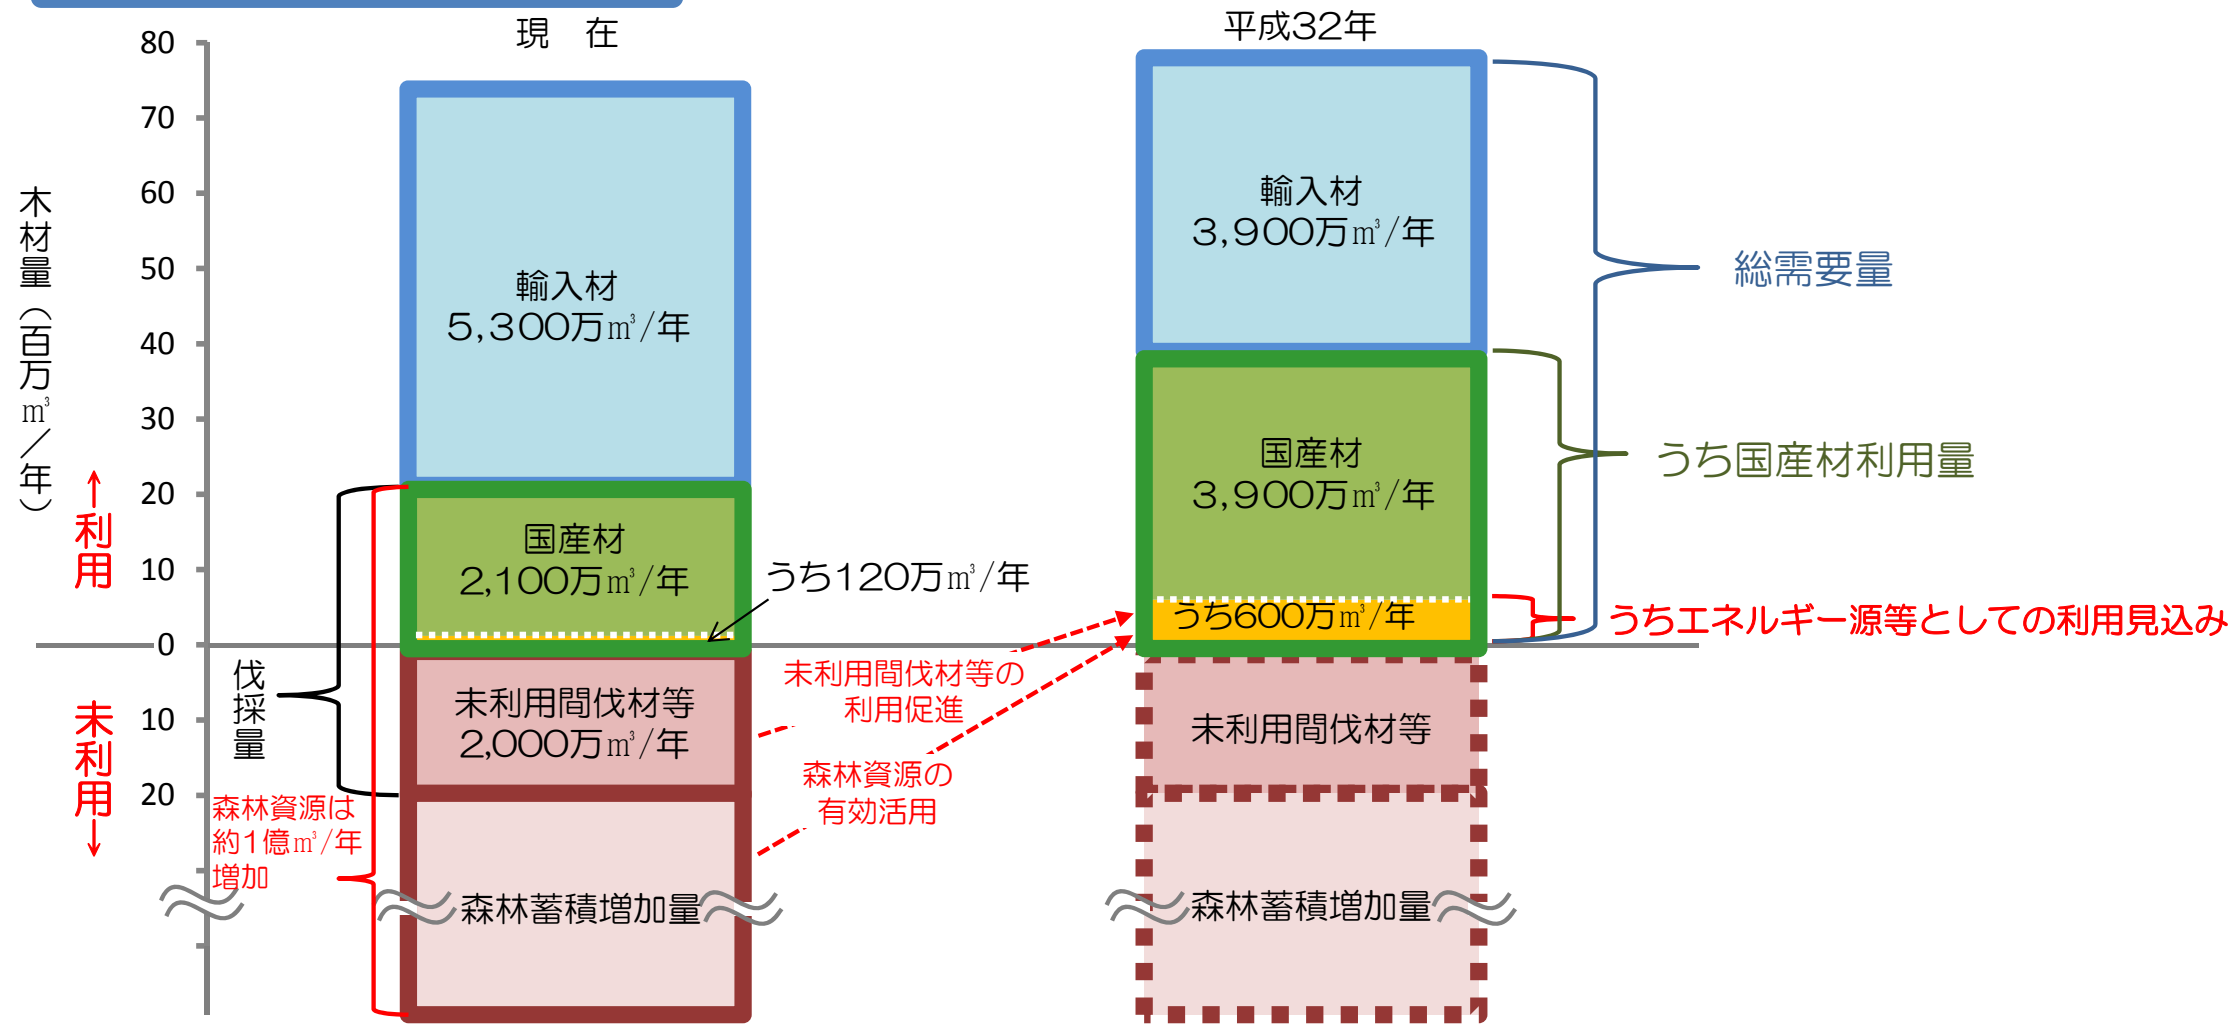 現　在
平成32年
木材量（百万㎥／年）
80
70
60
50
40
30
20
10
0
10
20
←利用
未利用→
輸入材
5,300万㎥/年
国産材
2,100万㎥/年
うち120万㎥/年
未利用間伐材等
2,000万㎥/年
森林蓄積増加量
伐採量
森林資源は
約1億㎥/年
増加
未利用間伐材等の
利用促進
森林資源の
有効活用
輸入材
3,900万㎥/年
国産材
3,900万㎥/年
うち600万㎥/年
未利用間伐材等
森林蓄積増加量
総需要量
うち国産材利用量
うちエネルギー源等としての利用見込み